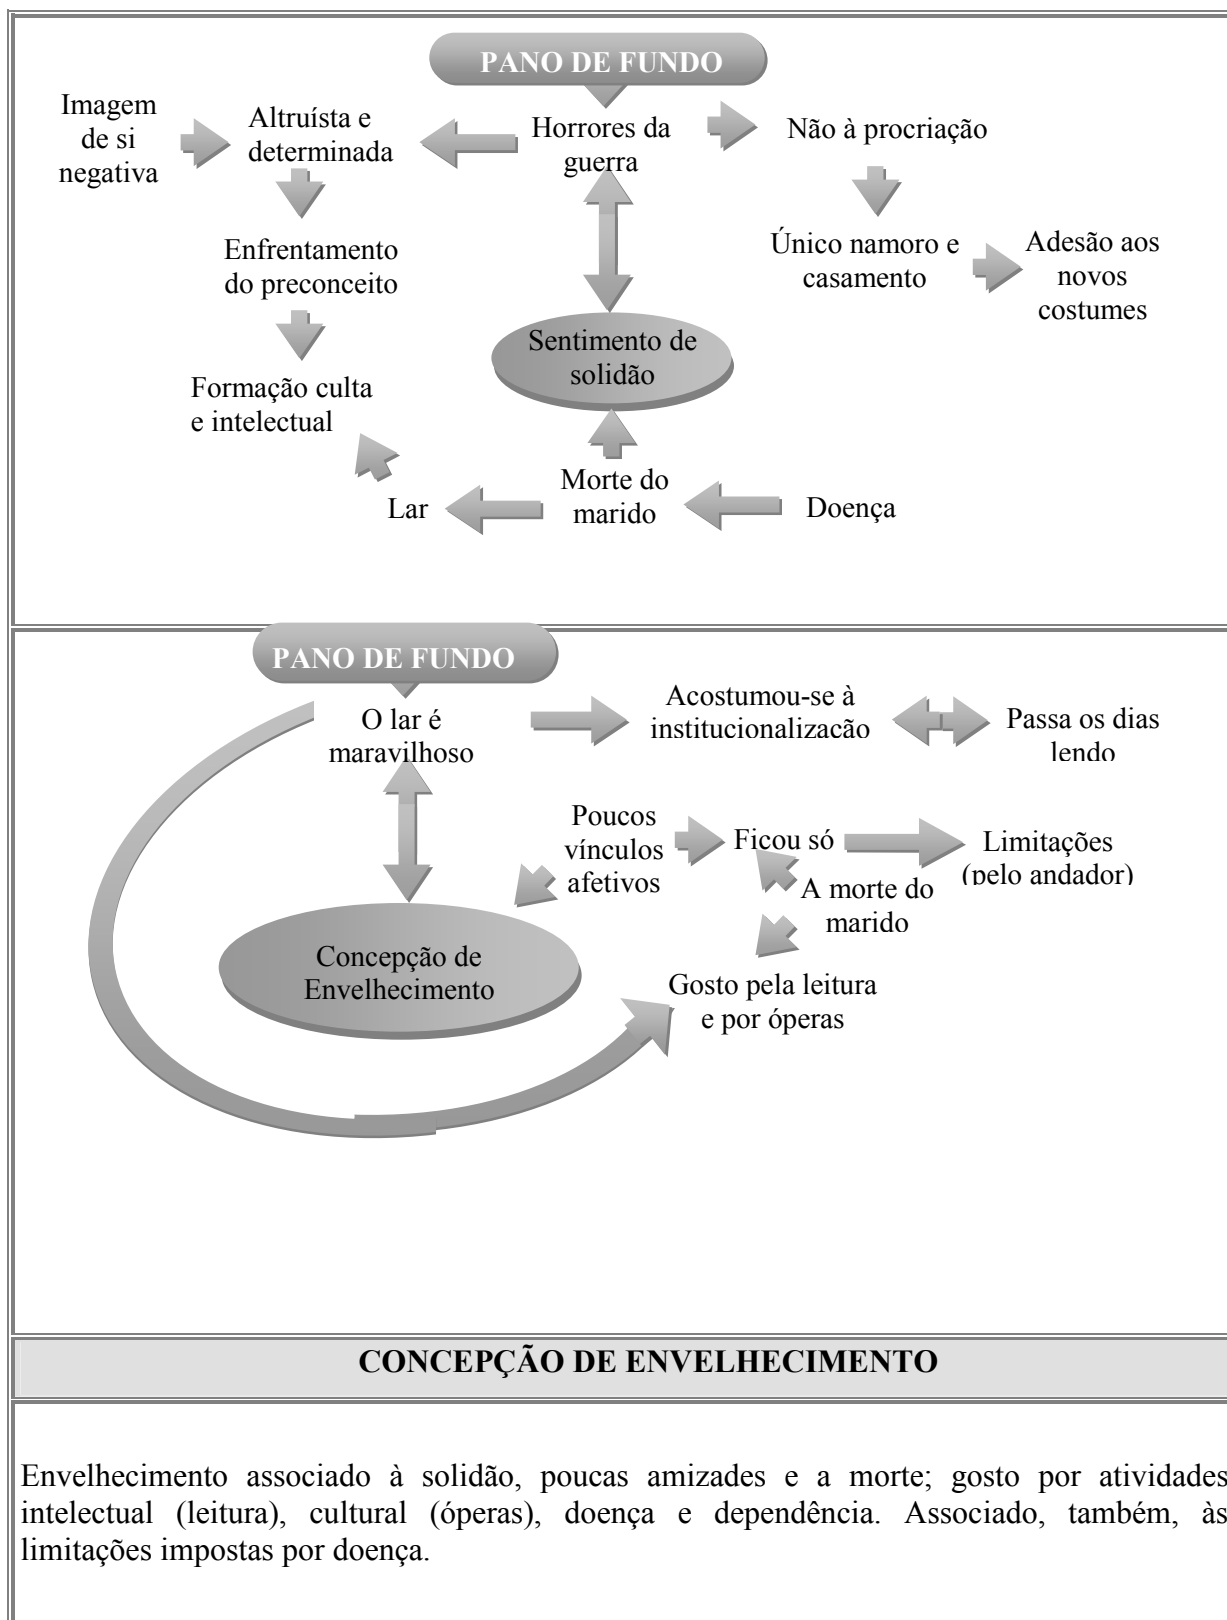 PANO DE FUNDO
Imagem
de si
negativa
Altruísta e
determinada
Horrores da
guerra
Não à procriação
Enfrentamento
do preconceito
Único namoro e
casamento
Adesão aos
novos
costumes
Sentimento de
solidão
Formação culta
e intelectual
Lar
Morte do
marido
Doença
PANO DE FUNDO
O lar é
maravilhoso
Acostumou-se à
institucionalizacão
Passa os dias
lendo
Poucos
vínculos
afetivos
Ficou só
Limitações
(pelo andador)
A morte do
marido
Concepção de
Envelhecimento
Gosto pela leitura
e por óperas
CONCEPÇÃO DE ENVELHECIMENTO
Envelhecimento associado à solidão, poucas amizades e a morte; gosto por atividades
intelectual (leitura), cultural (óperas), doença e dependência. Associado, também, às
limitações impostas por doença.